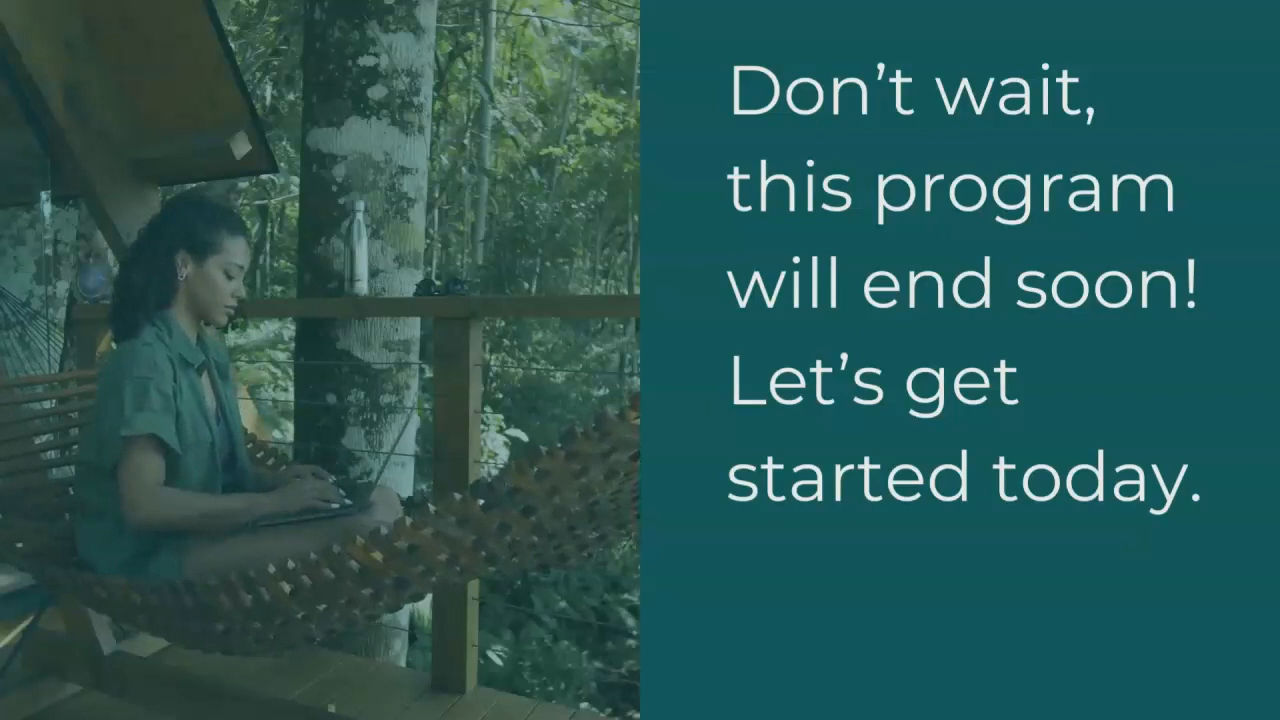 Don’t wait,
this program
will end soon!
Let’s get
started today.